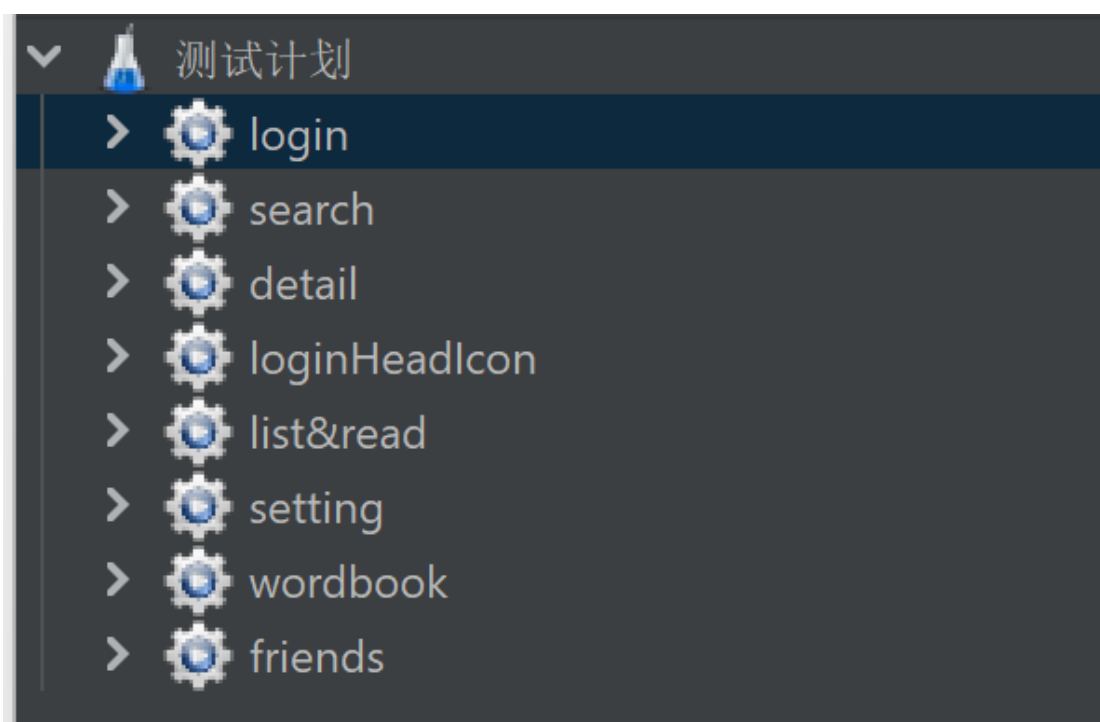 测试计划
login
search
detail
loginHeadIcon
list&read
setting
wordbook
friends